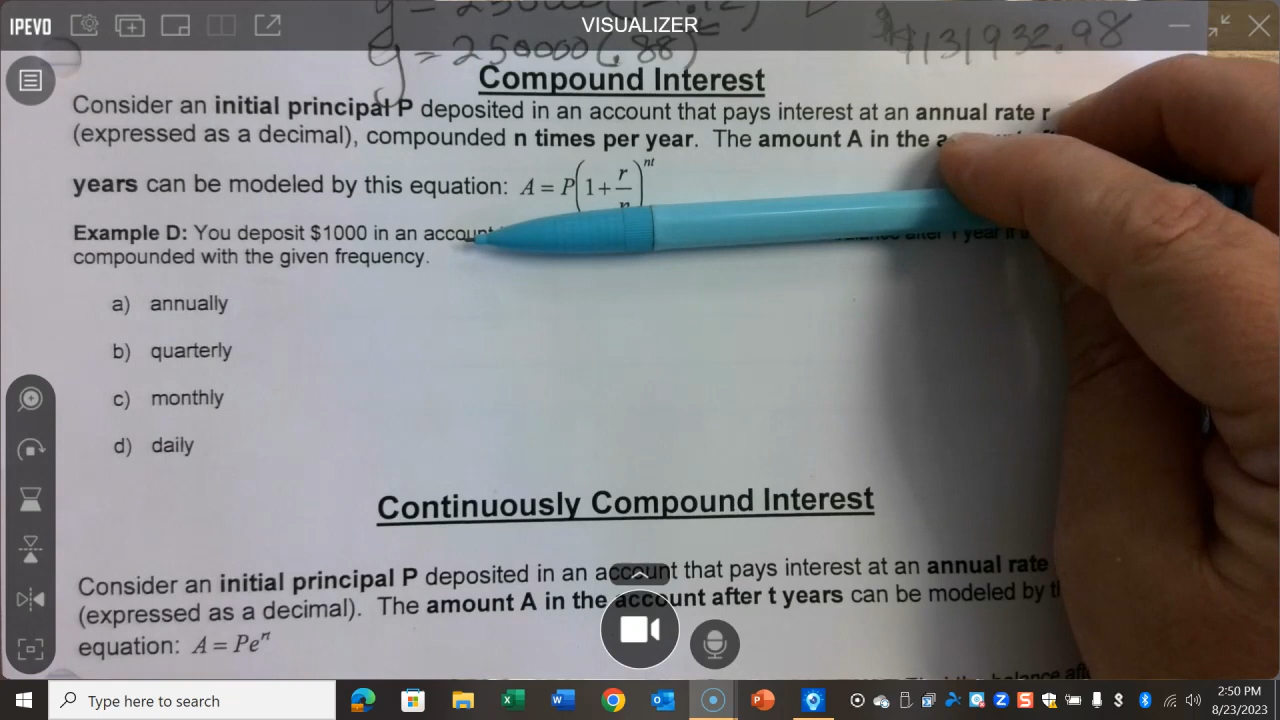 IPEVO
VISUALIZER
y = 250000(.88)
$131932.98
Compound Interest
Consider an initial principal P deposited in an account that pays interest at an annual rate r
(expressed as a decimal), compounded n times per year. The amount A in the
years can be modeled by this equation: A = P(1 + r/n)^nt
Example D: You deposit $1000 in an account
compounded with the given frequency.
a) annually
b) quarterly
c) monthly
d) daily
Continuously Compound Interest
Consider an initial principal P deposited in an account that pays interest at an annual rate
(expressed as a decimal). The amount A in the account after t years can be modeled by
equation: A = Pe^rt
Type here to search
2:50 PM
8/23/2023